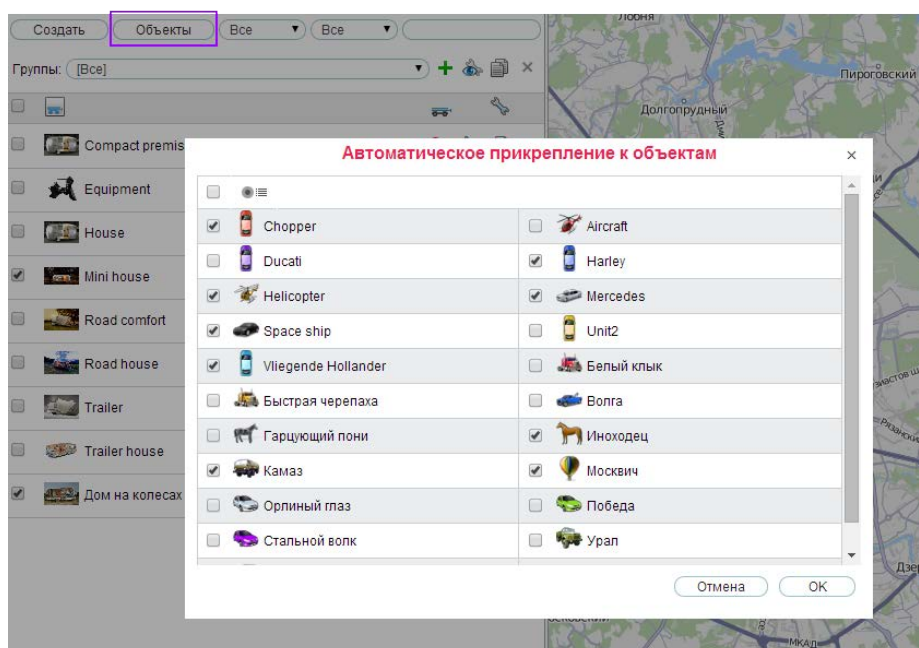 Создать Объекты Все Все
Лобня
Группы: [Все]
Пироговский
Долгопрудный
Автоматическое прикрепление к объектам
Compact premis
Equipment
House
Mini house
Road comfort
Road house
Trailer
Trailer house
Дом на колесах
Chopper Aircraft
Ducati Harley
Helicopter Mercedes
Space ship Unit2
Vliegende Hollander Белый клык
Быстрая черепаха Волга
Гарцующий пони Иноходец
Камаз Москвич
Орлиный глаз Победа
Стальной волк Урал
Отмена OK
МКАД